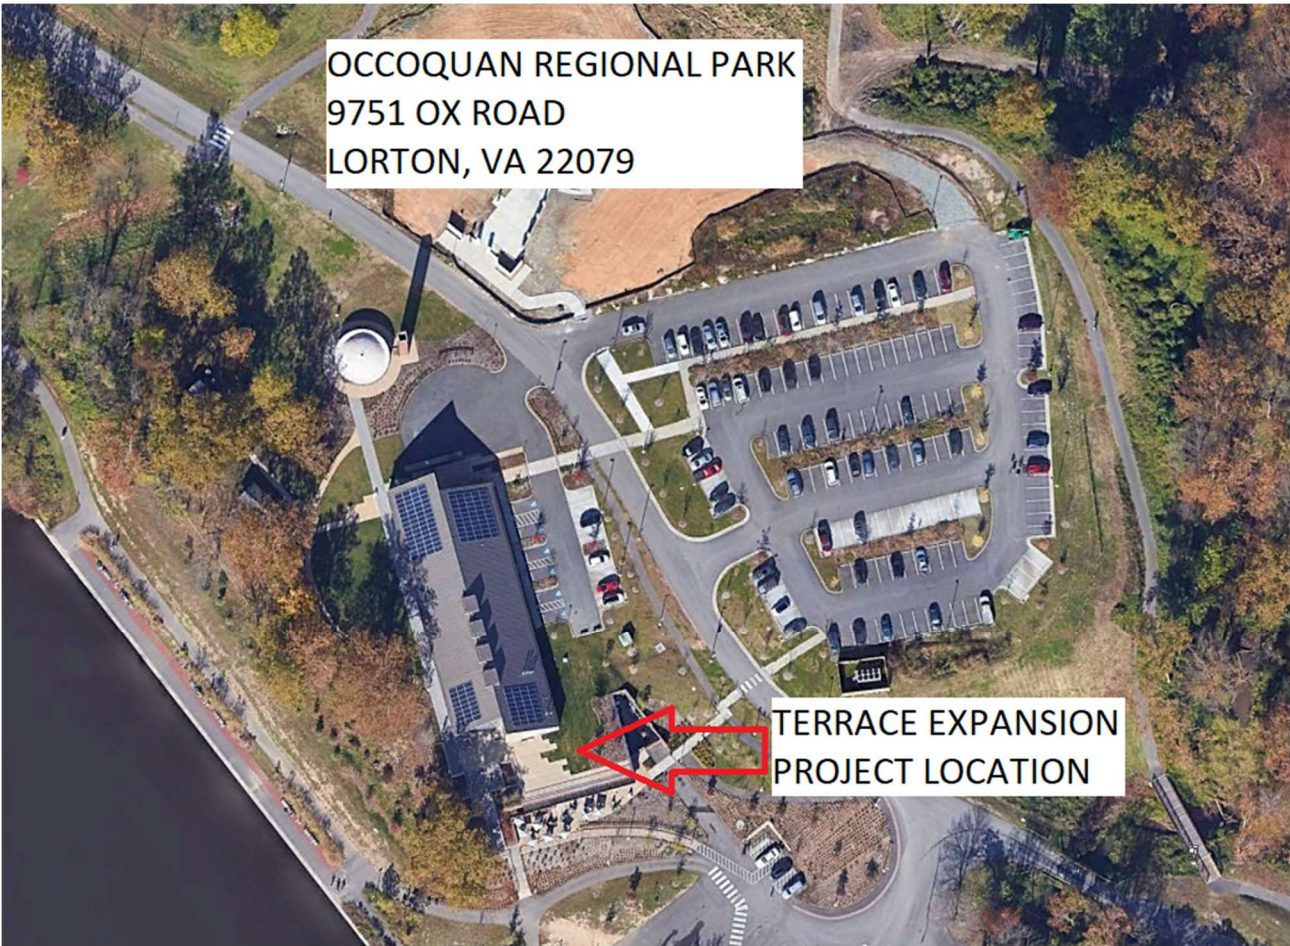 OCCOQUAN REGIONAL PARK
9751 OX ROAD
LORTON, VA 22079
TERRACE EXPANSION
PROJECT LOCATION